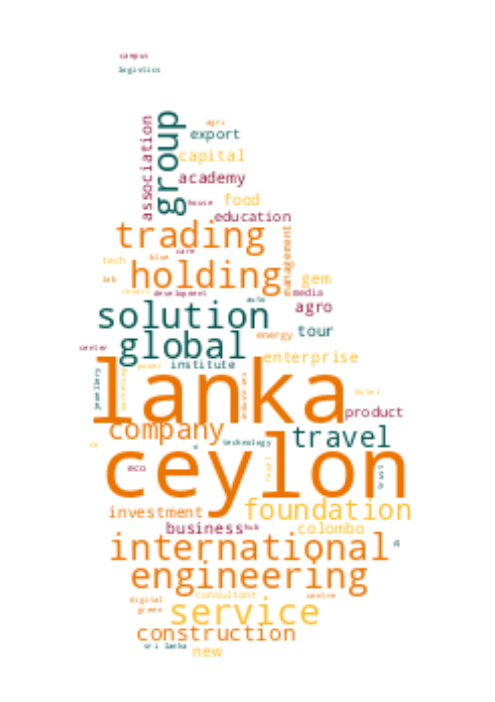 campus
logistics
agri
group
association
export
capital
academy
house
food
education
trading
management
care
blue
tech
holding
lab
gem
resort
development
media
auto
agro
solution
tour
energy
global
center
enterprise
power
institute
lanka
jewellery
marketing
industries
hotel
product
company
travel
technology
ceylon
eco
royal
trust
investment
foundation
business
hub
colombo
international
engineering
consultant
centre
digital
green
service
construction
sri lanka
new